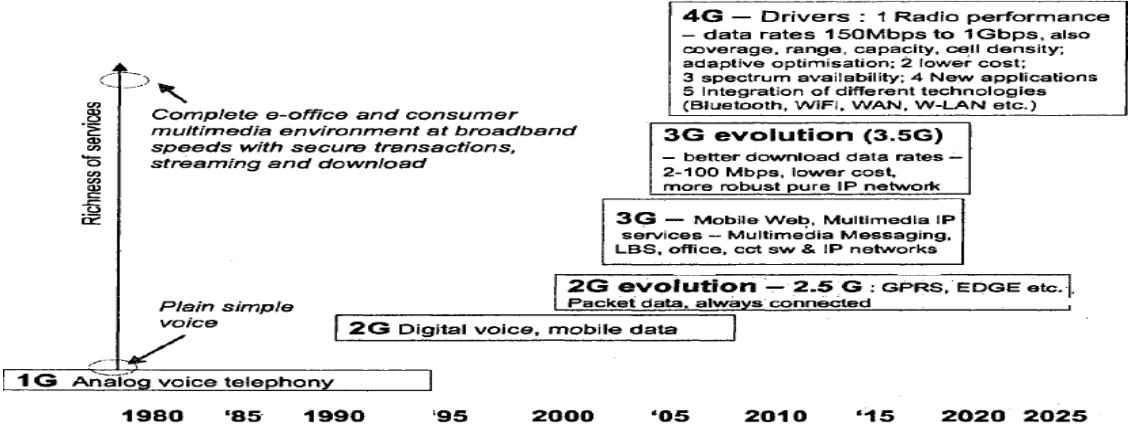 4G – Drivers : 1 Radio performance
– data rates 150Mbps to 1Gbps, also
coverage, range, capacity, cell density;
adaptive optimisation; 2 lower cost;
3 spectrum availability; 4 New applications
5 Integration of different technologies
(Bluetooth, WiFi, WAN, W-LAN etc.)
Complete e-office and consumer
multimedia environment at broadband
speeds with secure transactions,
streaming and download
Richness of services
3G evolution (3.5G)
– better download data rates –
2-100 Mbps, lower cost,
more robust pure IP network
3G – Mobile Web, Multimedia IP
services – Multimedia Messaging,
LBS, office, cct sw & IP networks
2G evolution – 2.5 G : GPRS, EDGE etc.
Packet data, always connected
Plain simple
voice
2G Digital voice, mobile data
1G Analog voice telephony
1980 '85 1990 '95 2000 '05 2010 '15 2020 2025